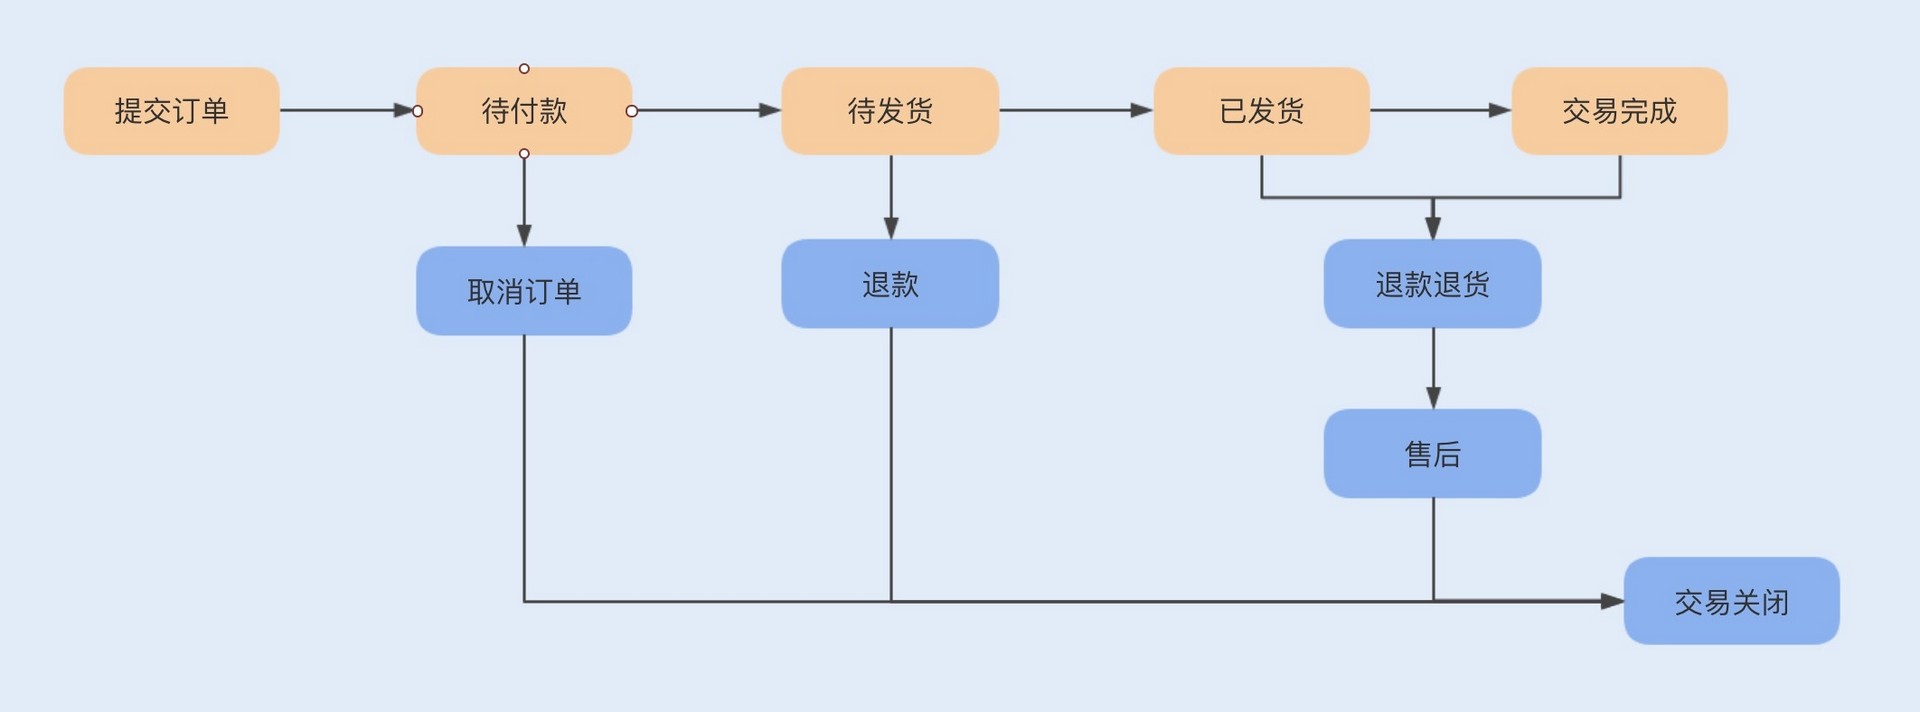 提交订单
待付款
待发货
已发货
交易完成
取消订单
退款
退款退货
售后
交易关闭